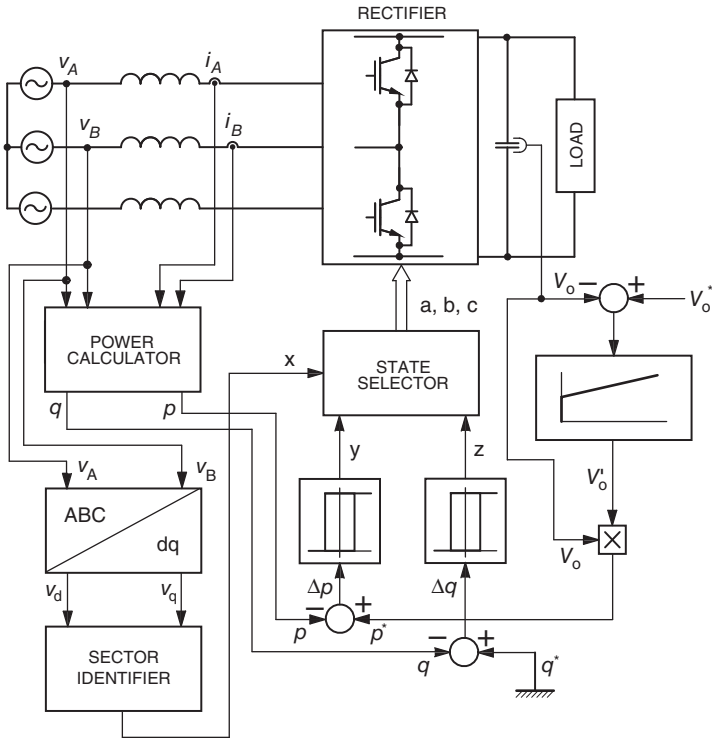 RECTIFIER
v_A
i_A
v_B
i_B
LOAD
V_o
−
+
V_o*
a, b, c
POWER
CALCULATOR
x
STATE
SELECTOR
q
p
y
z
v_A
v_B
V_o'
ABC
dq
V_o
×
Δp
Δq
v_d
v_q
−
+
p
p*
−
+
q
q*
SECTOR
IDENTIFIER